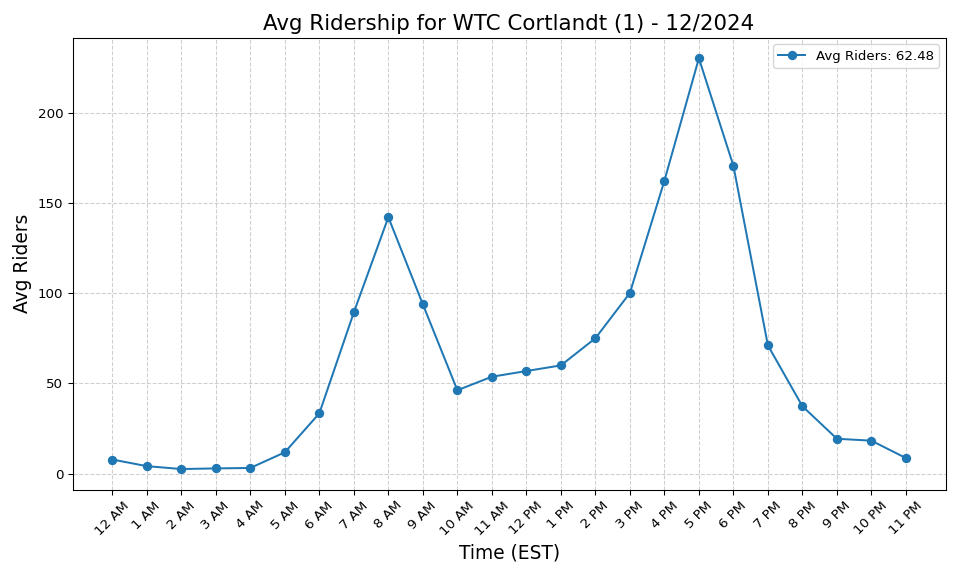 Avg Ridership for WTC Cortlandt (1) - 12/2024
Avg Riders: 62.48
Avg Riders
200
150
100
50
0
12 AM
1 AM
2 AM
3 AM
4 AM
5 AM
6 AM
7 AM
8 AM
9 AM
10 AM
11 AM
12 PM
1 PM
2 PM
3 PM
4 PM
5 PM
6 PM
7 PM
8 PM
9 PM
10 PM
11 PM
Time (EST)